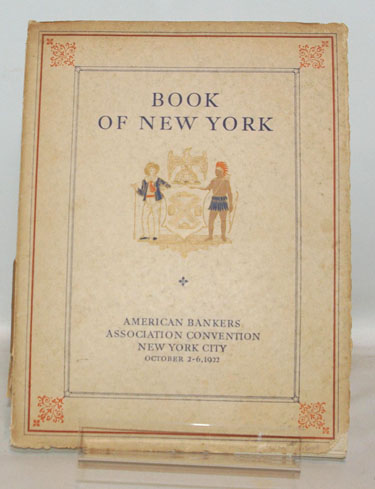 BOOK
OF NEW YORK
AMERICAN BANKERS
ASSOCIATION CONVENTION
NEW YORK CITY
OCTOBER 2-6, 1922